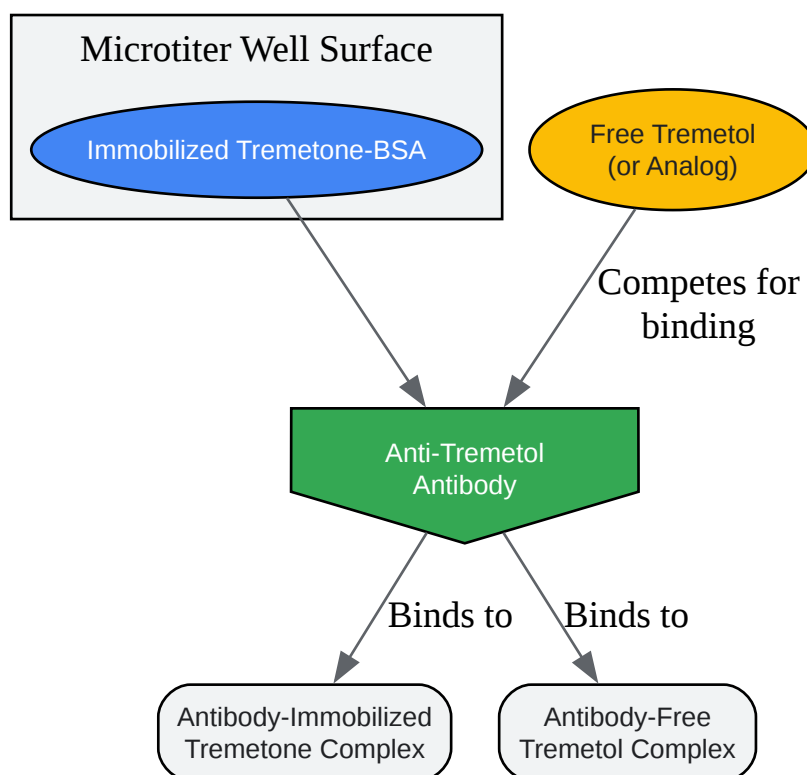 Microtiter Well Surface
Immobilized Tremetone-BSA
Free Tremetol
(or Analog)
Competes for
binding
Anti-Tremetol
Antibody
Binds to
Binds to
Antibody-Immobilized
Tremetone Complex
Antibody-Free
Tremetol Complex